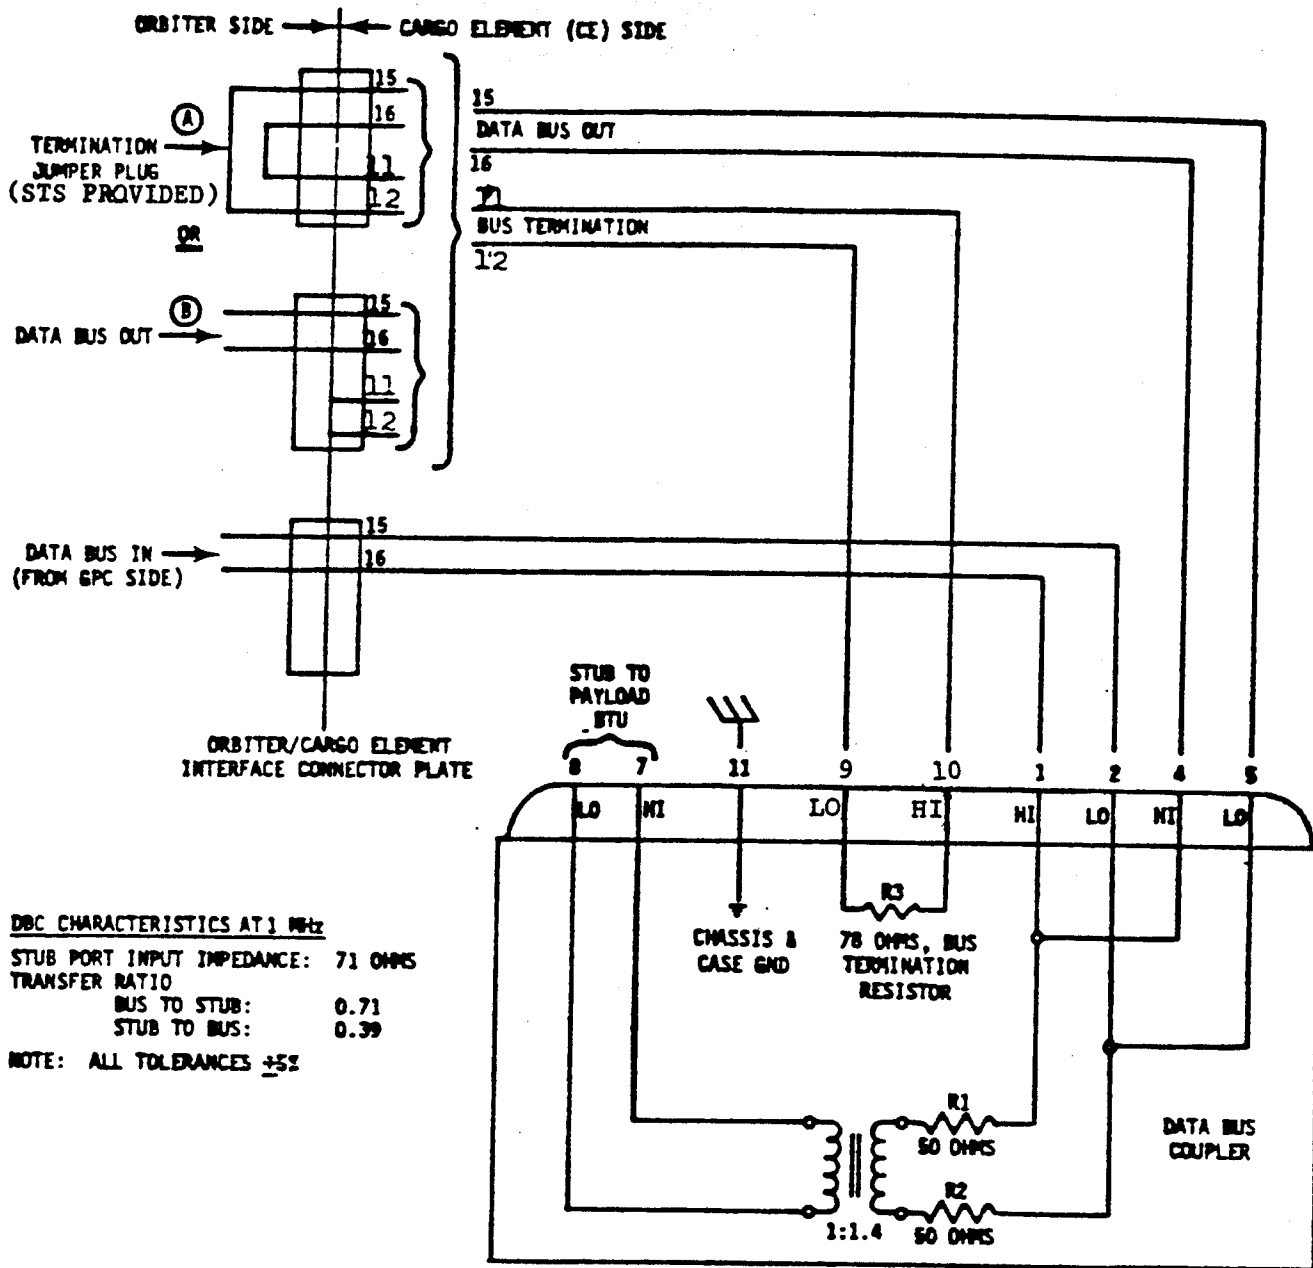 ORBITER SIDE
CARGO ELEMENT (CE) SIDE
15
16
11
12
A
TERMINATION
JUMPER PLUG
(STS PROVIDED)
OR
15
DATA BUS OUT
16
BUS TERMINATION
12
B
DATA BUS OUT
15
16
11
12
DATA BUS IN
(FROM GPC SIDE)
15
16
ORBITER/CARGO ELEMENT
INTERFACE CONNECTOR PLATE
STUB TO
PAYLOAD
BTU
8 7 11 9 10 1 2 4 5
LO HI LO HI HI LO HI LO
R3
CHASSIS &
CASE GND
78 OHMS, BUS
TERMINATION
RESISTOR
DBC CHARACTERISTICS AT 1 MHz
STUB PORT INPUT IMPEDANCE: 71 OHMS
TRANSFER RATIO
BUS TO STUB: 0.71
STUB TO BUS: 0.39
NOTE: ALL TOLERANCES ±5%
R1
50 OHMS
R2
50 OHMS
1:1.4
DATA BUS
COUPLER